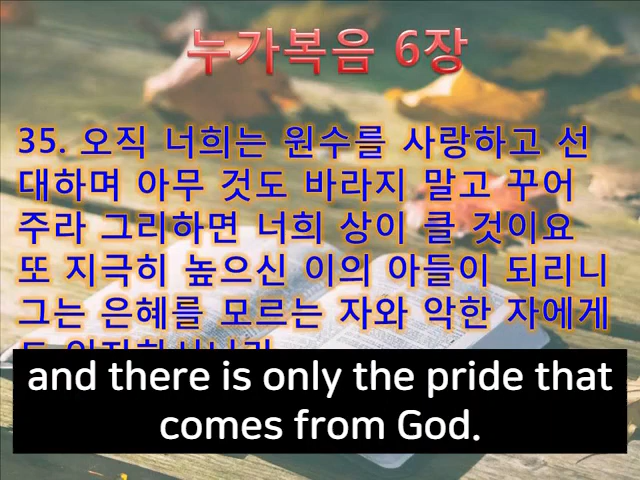 누가복음 6장
35. 오직 너희는 원수를 사랑하고 선
대하며 아무 것도 바라지 말고 꾸어
주라 그리하면 너희 상이 클 것이요
또 지극히 높으신 이의 아들이 되리니
그는 은혜를 모르는 자와 악한 자에게
and there is only the pride that
comes from God.